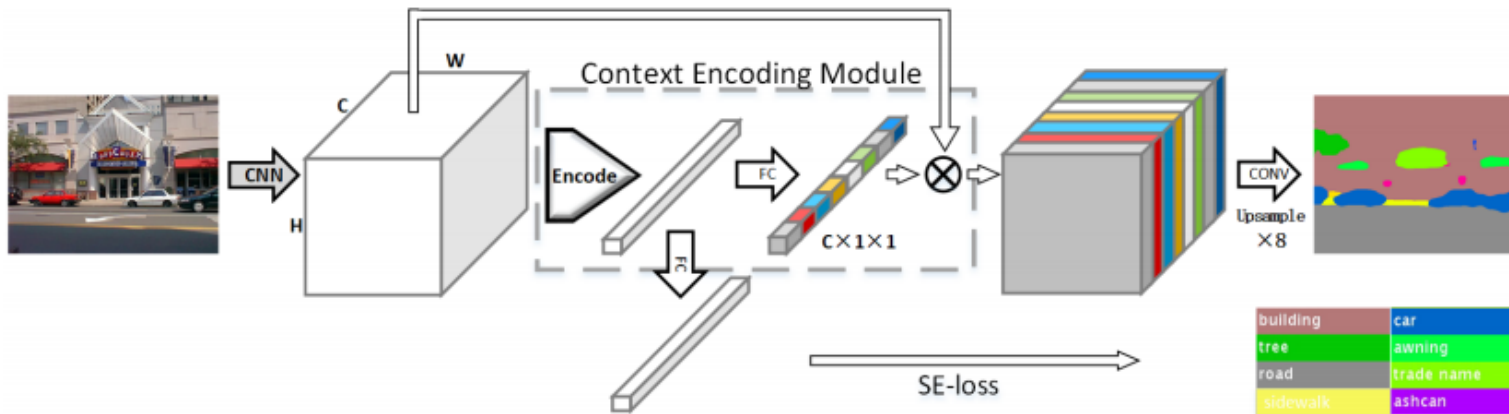 W
Context Encoding Module
C
CNN
Encode
FC
CONV
H
Upsample
×8
C×1×1
FC
SE-loss
building car
tree awning
road trade name
sidewalk ashcan